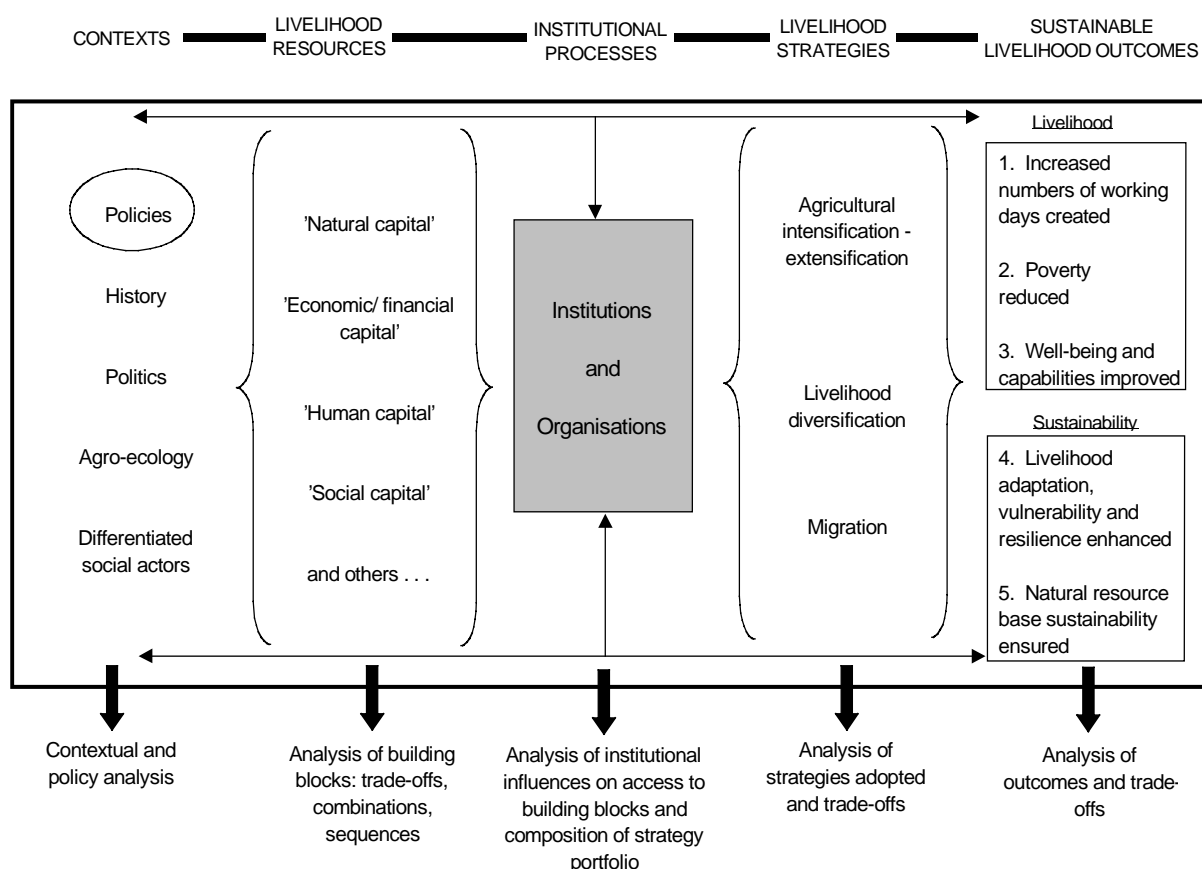 CONTEXTS
LIVELIHOOD
RESOURCES
INSTITUTIONAL
PROCESSES
LIVELIHOOD
STRATEGIES
SUSTAINABLE
LIVELIHOOD OUTCOMES
Policies
History
Politics
Agro-ecology
Differentiated
social actors
’Natural capital’
’Economic/ financial
capital’
’Human capital’
’Social capital’
and others . . .
Institutions
and
Organisations
Agricultural
intensification -
extensification
Livelihood
diversification
Migration
Livelihood
1. Increased
numbers of working
days created
2. Poverty
reduced
3. Well-being and
capabilities improved
Sustainability
4. Livelihood
adaptation,
vulnerability and
resilience enhanced
5. Natural resource
base sustainability
ensured
Contextual and
policy analysis
Analysis of building
blocks: trade-offs,
combinations,
sequences
Analysis of institutional
influences on access to
building blocks and
composition of strategy
portfolio
Analysis of
strategies adopted
and trade-offs
Analysis of
outcomes and trade-
offs